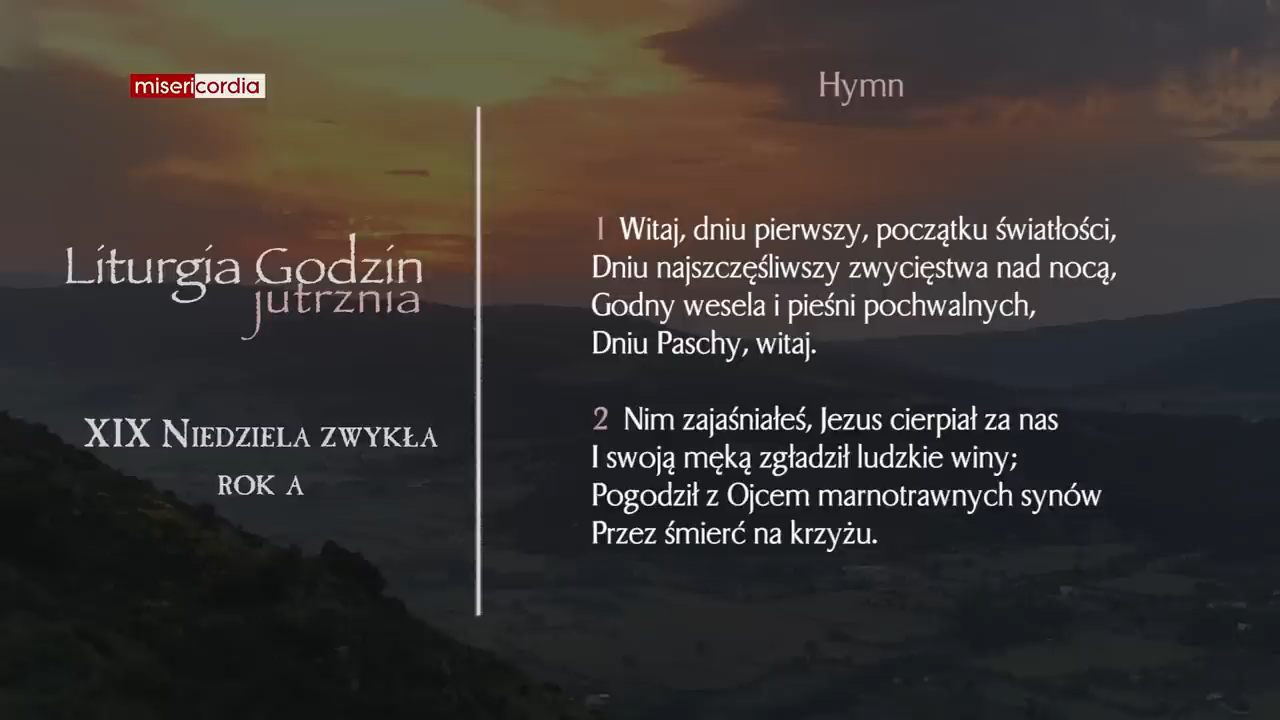 misericordia
Liturgia Godzin
jutrznia
XIX Niedziela zwykła
rok A
Hymn
1 Witaj, dniu pierwszy, początku światłości,
Dniu najszczęśliwszy zwycięstwa nad nocą,
Godny wesela i pieśni pochwalnych,
Dniu Paschy, witaj.
2 Nim zajaśniałeś, Jezus cierpiał za nas
I swoją męką zgładził ludzkie winy;
Pogodził z Ojcem marnotrawnych synów
Przez śmierć na krzyżu.